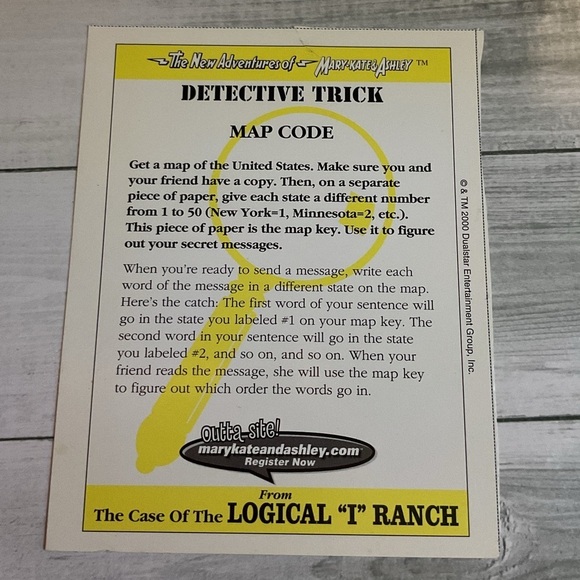 The New Adventures of MARY-KATE & ASHLEY ™
DETECTIVE TRICK
MAP CODE
Get a map of the United States. Make sure you and
your friend have a copy. Then, on a separate
piece of paper, give each state a different number
from 1 to 50 (New York=1, Minnesota=2, etc.).
This piece of paper is the map key. Use it to figure
out your secret messages.
When you're ready to send a message, write each
word of the message in a different state on the map.
Here's the catch: The first word of your sentence will
go in the state you labeled #1 on your map key. The
second word in your sentence will go in the state
you labeled #2, and so on, and so on. When your
friend reads the message, she will use the map key
to figure out which order the words go in.
outta site!
marykateandashley.com
Register Now
From
The Case Of The LOGICAL "I" RANCH
© & TM 2000 Dualstar Entertainment Group, Inc.